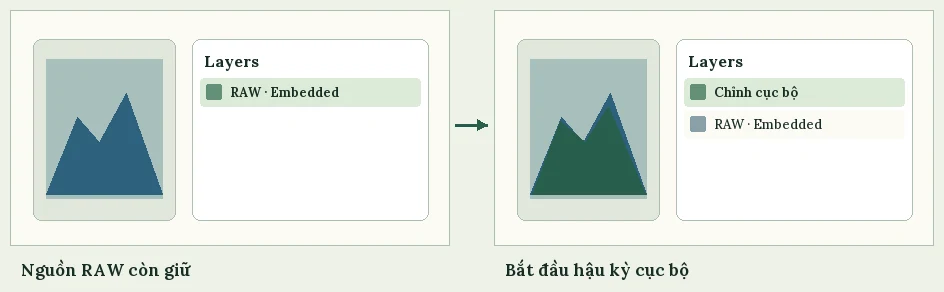 Layers
RAW · Embedded
Nguồn RAW còn giữ
Layers
Chỉnh cục bộ
RAW · Embedded
Bắt đầu hậu kỳ cục bộ